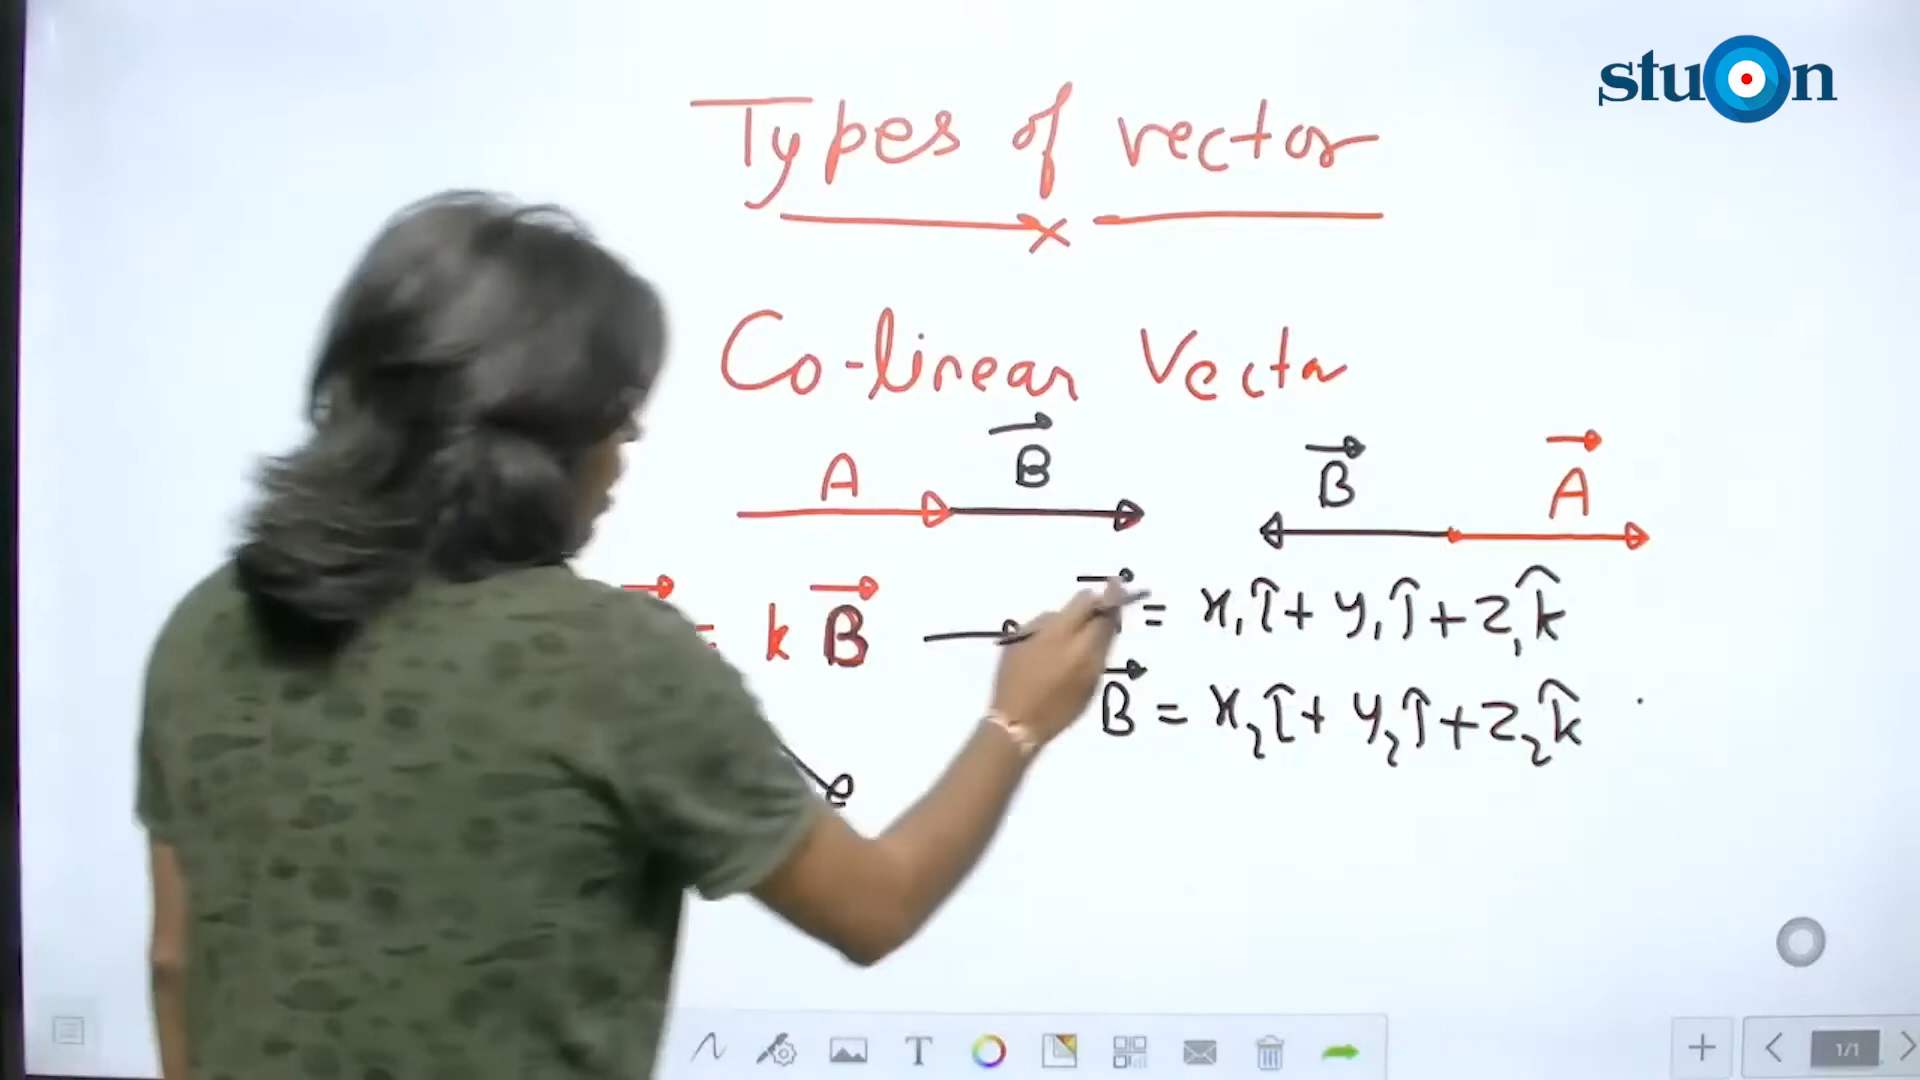 stuOn
Types of vector
Co-linear Vector
A B⃗ B⃗ A⃗
= k B⃗ = x₁î + y₁ĵ + z₁k̂
B⃗ = x₂î + y₂ĵ + z₂k̂
T
1/1